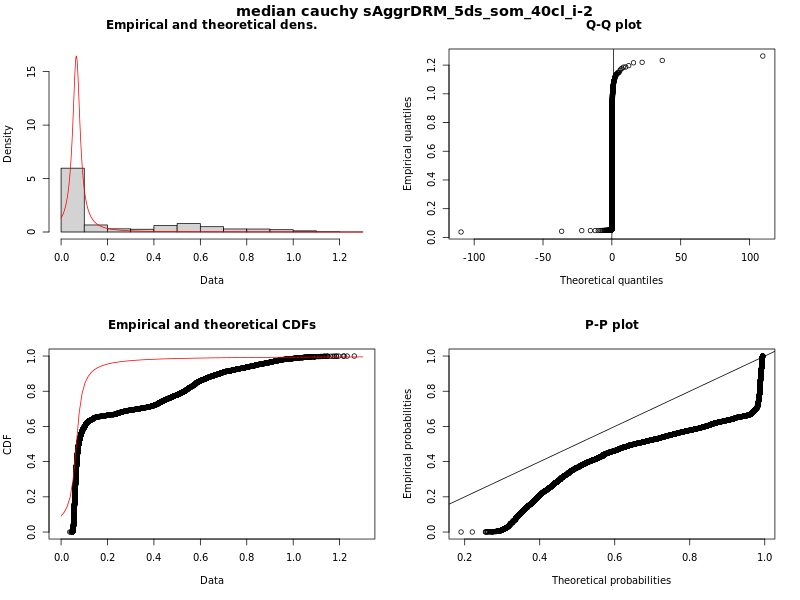 median cauchy sAggrDRM_5ds_som_40cl_i-2
Empirical and theoretical dens.
Density
0 5 10 15
0.0 0.2 0.4 0.6 0.8 1.0 1.2
Data
Q-Q plot
Empirical quantiles
0.0 0.2 0.4 0.6 0.8 1.0 1.2
-100 -50 0 50 100
Theoretical quantiles
Empirical and theoretical CDFs
CDF
0.0 0.2 0.4 0.6 0.8 1.0
0.0 0.2 0.4 0.6 0.8 1.0 1.2
Data
P-P plot
Empirical probabilities
0.0 0.2 0.4 0.6 0.8 1.0
0.2 0.4 0.6 0.8 1.0
Theoretical probabilities